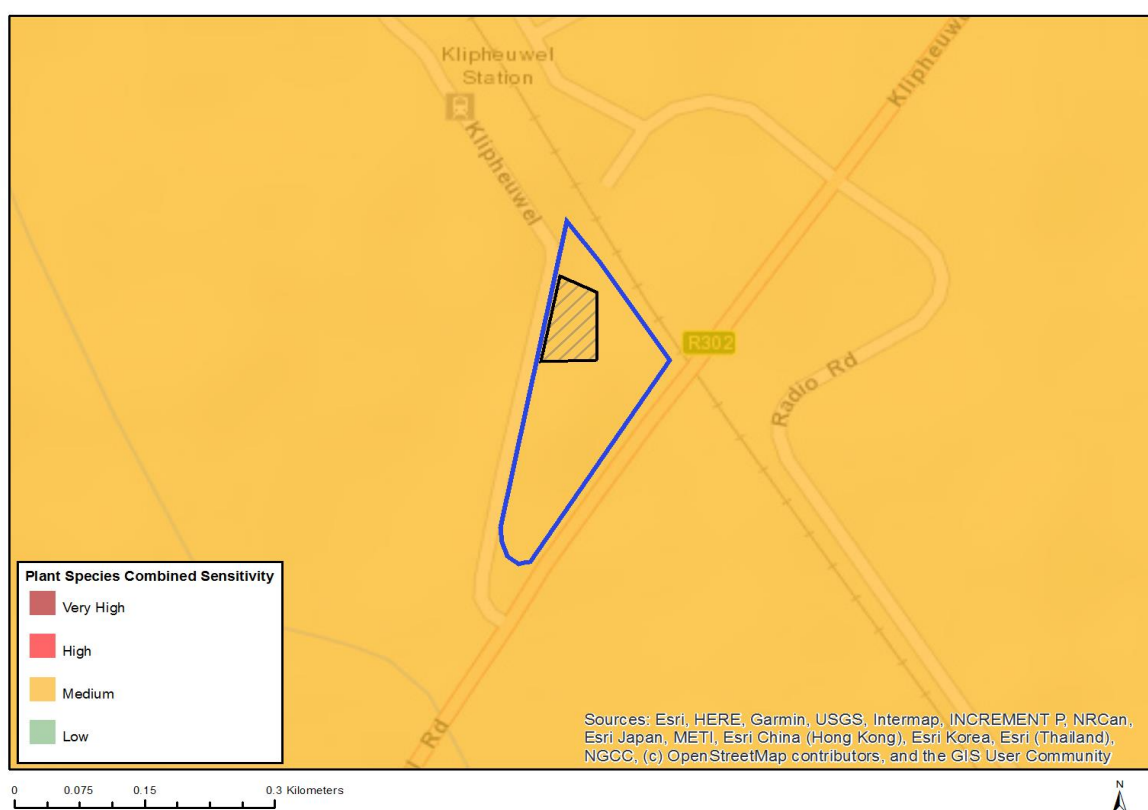 Klipheuwel
Station
Klipheuwel
Klipheuwel
R302
Radio Rd
Rd
Plant Species Combined Sensitivity
Very High
High
Medium
Low
Sources: Esri, HERE, Garmin, USGS, Intermap, INCREMENT P, NRCan,
Esri Japan, METI, Esri China (Hong Kong), Esri Korea, Esri (Thailand),
NGCC, (c) OpenStreetMap contributors, and the GIS User Community
0 0.075 0.15 0.3 Kilometers
N